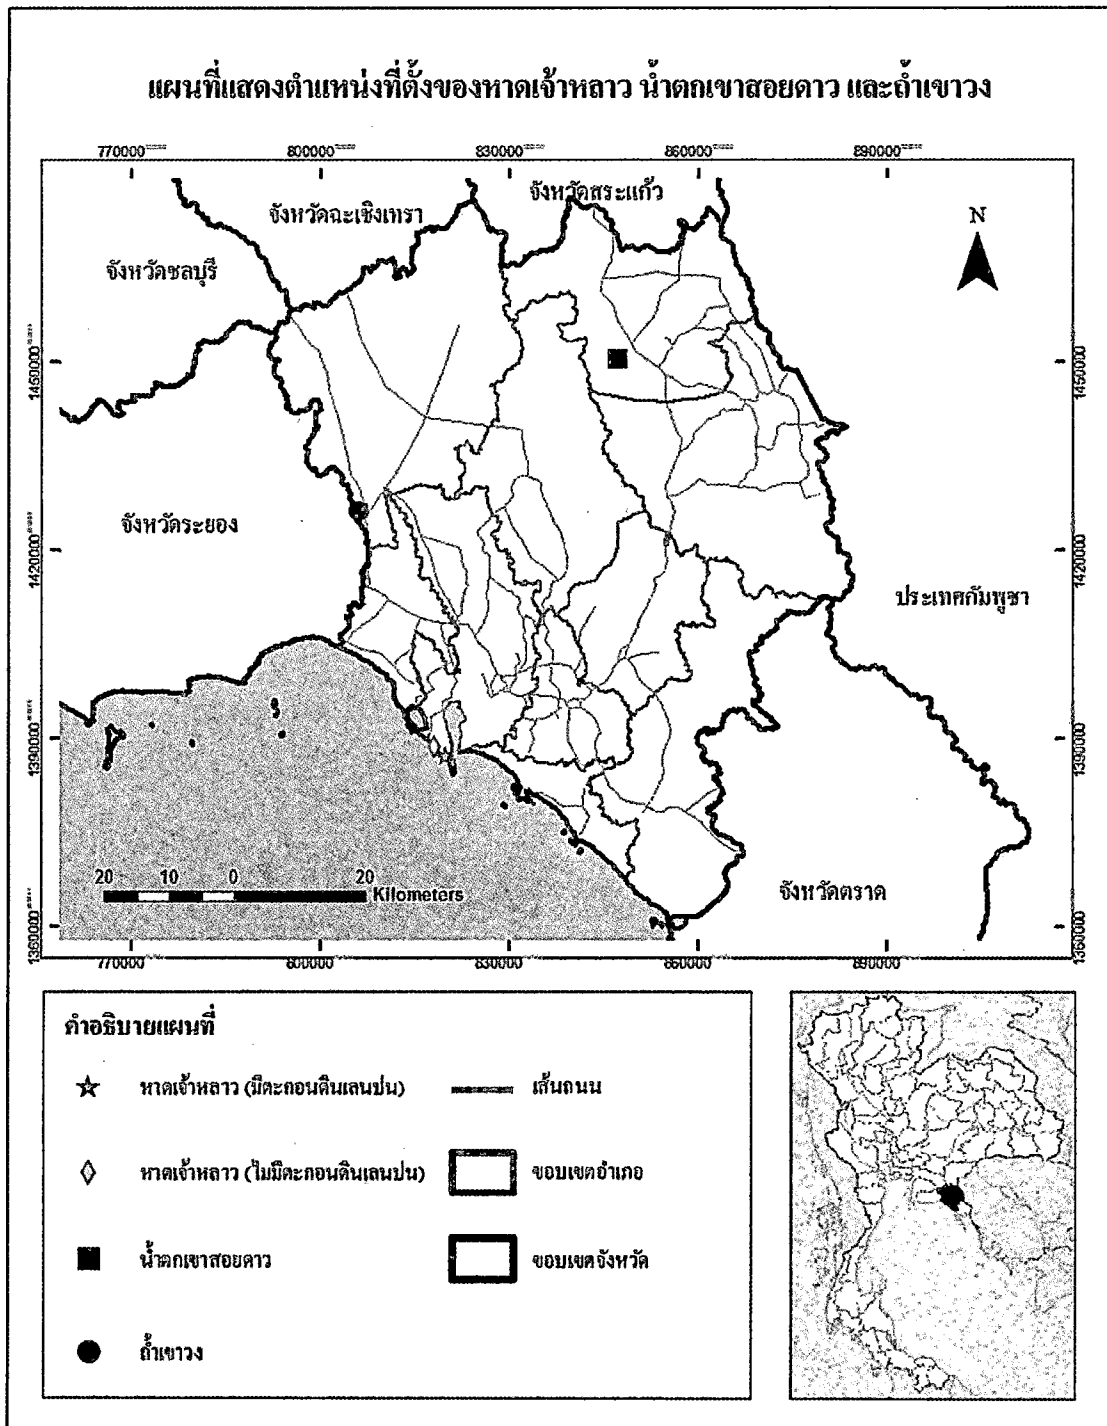 แผนที่แสดงตำแหน่งที่ตั้งของหาดเจ้าหลาว น้ำตกเขาสอยดาว และถ้ำเขาวง
770000 800000 830000 860000 890000
จังหวัดสระแก้ว
จังหวัดฉะเชิงเทรา
N
จังหวัดชลบุรี
1450000 1450000
จังหวัดระยอง
1420000 1420000
ประเทศกัมพูชา
1390000 1390000
20 10 0 20
Kilometers
จังหวัดตราด
1360000 1360000
770000 800000 830000 860000 890000
คำอธิบายแผนที่
หาดเจ้าหลาว (มีตะกอนดินเลนปน) เส้นถนน
หาดเจ้าหลาว (ไม่มีตะกอนดินเลนปน) ขอบเขตอำเภอ
น้ำตกเขาสอยดาว ขอบเขตจังหวัด
ถ้ำเขาวง